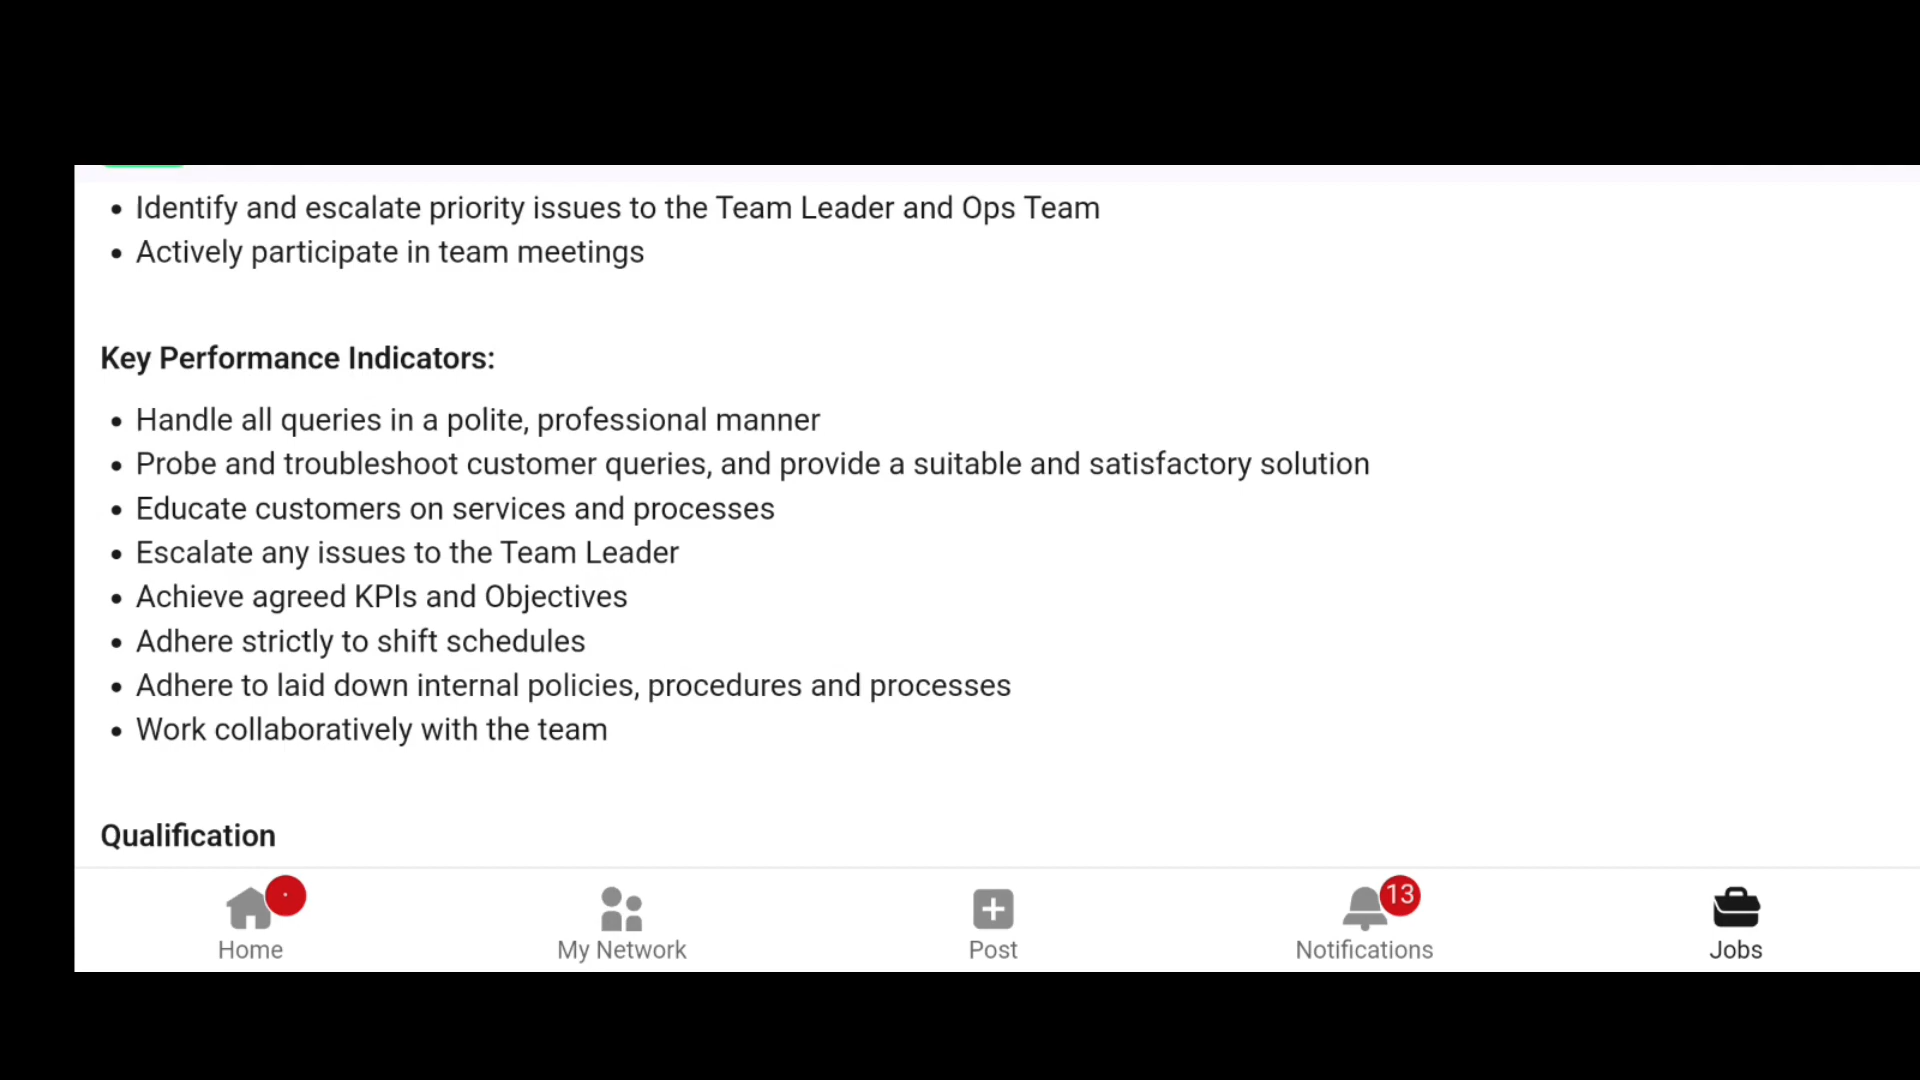 • Identify and escalate priority issues to the Team Leader and Ops Team
• Actively participate in team meetings
Key Performance Indicators:
• Handle all queries in a polite, professional manner
• Probe and troubleshoot customer queries, and provide a suitable and satisfactory solution
• Educate customers on services and processes
• Escalate any issues to the Team Leader
• Achieve agreed KPIs and Objectives
• Adhere strictly to shift schedules
• Adhere to laid down internal policies, procedures and processes
• Work collaboratively with the team
Qualification
13
Home My Network Post Notifications Jobs